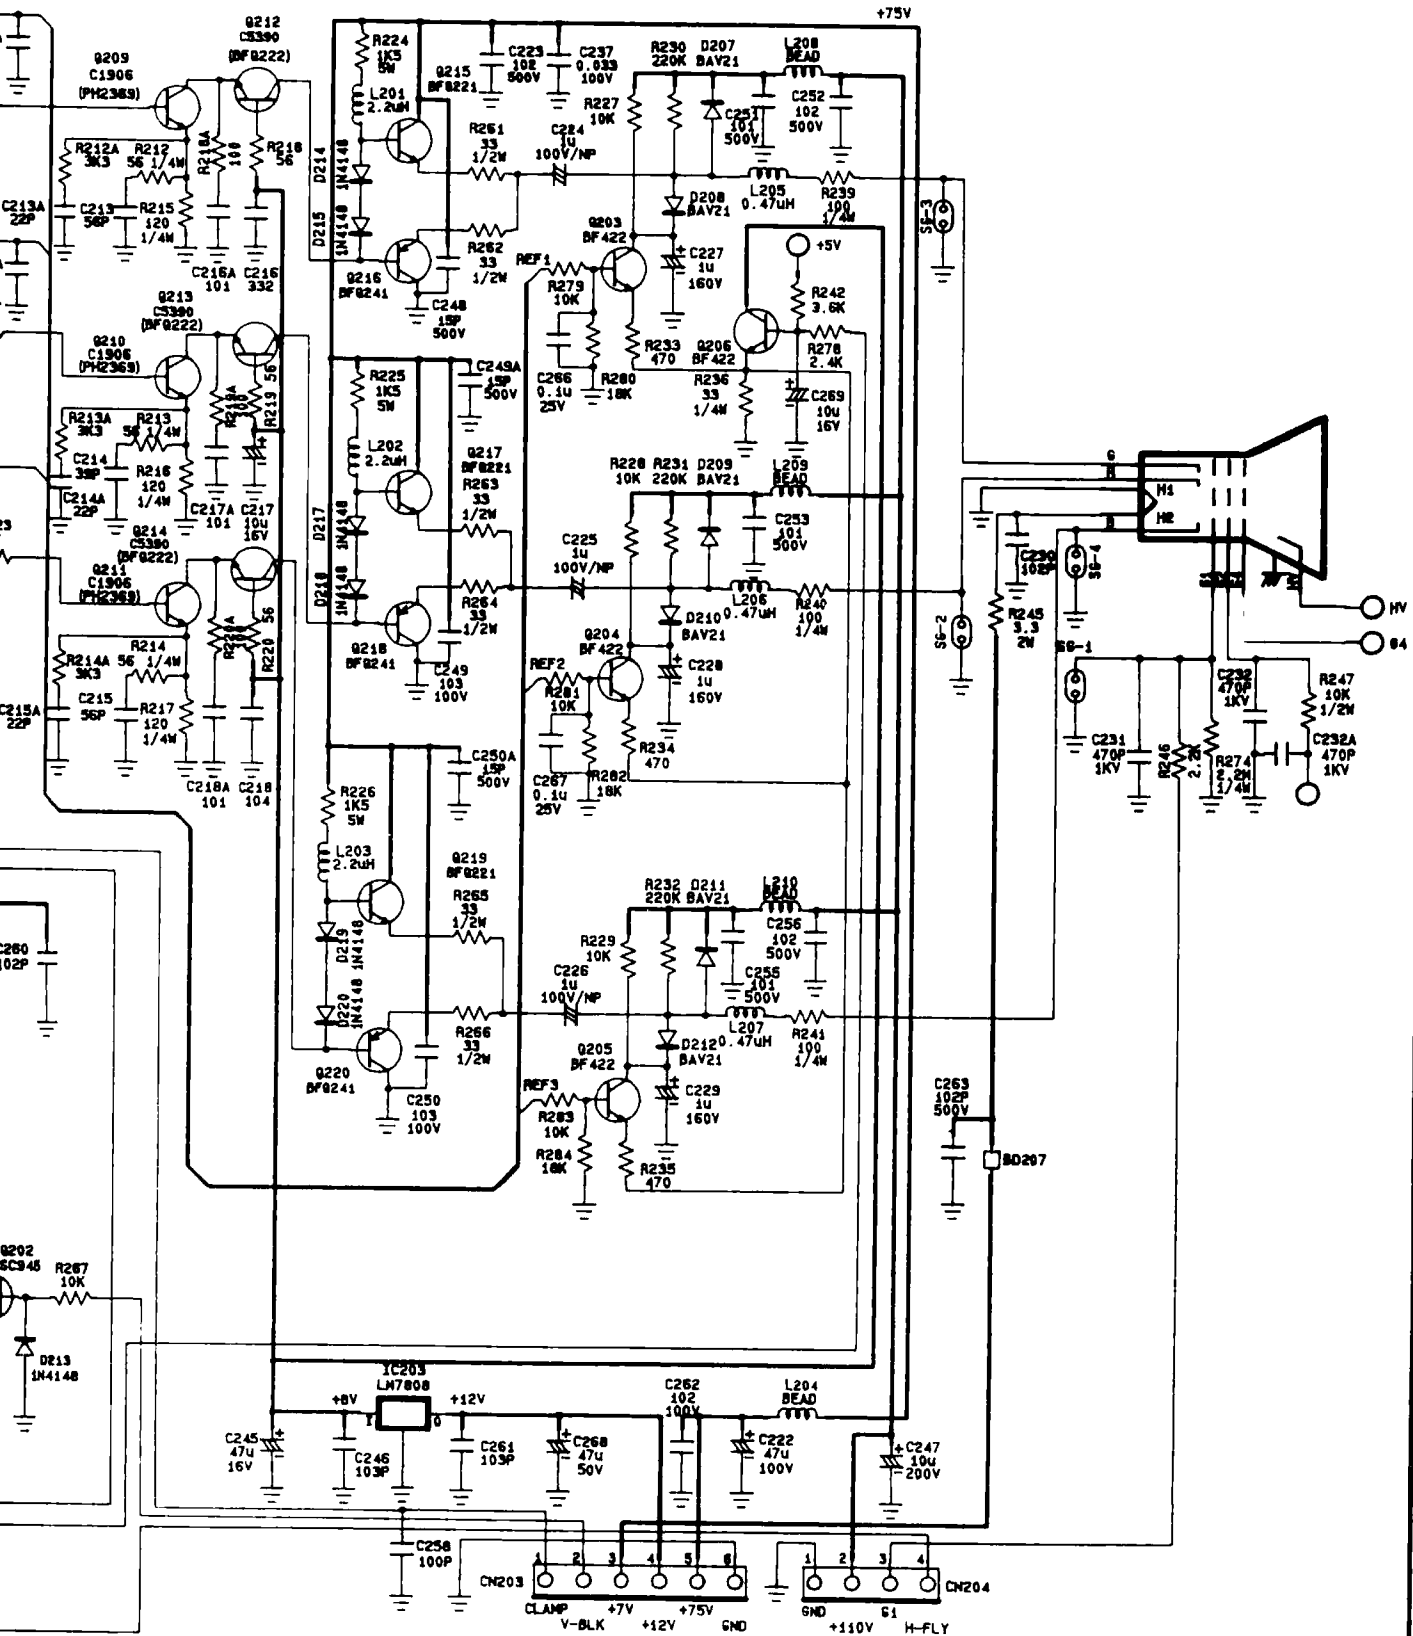 +75V
Q212
C5390
(BFQ222)
Q209
C1906
(PH2369)
R212A
3K3
R212
56 1/4W
R218A
100
R218
56
C213A
22P
C213
56P
R215
120
1/4W
C216A
101
C216
332
R224
1K5
5W
L201
2.2uH
Q215
BFQ221
C223
102
500V
C237
0.033
100V
D214
1N4148
D215
1N4148
R261
33
1/2W
R262
33
1/2W
Q216
BFQ241
C248
15P
500V
C224
1u
100V/NP
R230
220K
D207
BAV21
L208
BEAD
R227
10K
C251
101
500V
C252
102
500V
L205
0.47uH
R239
100
1/4W
D208
BAV21
C227
1u
160V
Q203
BF422
REF1
R279
10K
R233
470
C266
0.1u
25V
R280
18K
+5V
R242
3.6K
R278
2.4K
Q206
BF422
R236
33
1/4W
C269
10u
16V
SG-3
Q213
C5390
(BFQ222)
Q210
C1906
(PH2369)
R213A
3K3
R213
56 1/4W
R219A
100
R219 56
C214
39P
C214A
22P
R216
120
1/4W
C217A
101
C217
10u
16V
R225
1K5
5W
L202
2.2uH
C249A
15P
500V
Q217
BFQ221
R263
33
1/2W
D217
1N4148
D218
1N4148
R264
33
1/2W
Q218
BFQ241
C249
103
100V
C225
1u
100V/NP
R228
10K
R231
220K
D209
BAV21
L209
BEAD
C253
101
500V
L206
0.47uH
R240
100
1/4W
D210
BAV21
C228
1u
160V
Q204
BF422
REF2
R281
10K
R234
470
C267
0.1u
25V
R282
18K
SG-2
G
R
H1
H2
B
C230
102P
SG-4
R245
3.3
2W
SG-1
HV
G4
C231
470P
1KV
R246
2.2K
C232
470P
1KV
R274
2.2M
1/4W
R247
10K
1/2W
C232A
470P
1KV
Q214
C5390
(BFQ222)
Q211
C1906
(PH2369)
R214A
3K3
R214
56 1/4W
R220A
100
R220 56
C215A
22P
C215
56P
R217
120
1/4W
C218A
101
C218
104
R226
1K5
5W
L203
2.2uH
C250A
15P
500V
Q219
BFQ221
R265
33
1/2W
D219
1N4148
D220
1N4148
R266
33
1/2W
Q220
BFQ241
C250
103
100V
C226
1u
100V/NP
R229
10K
R232
220K
D211
BAV21
L210
BEAD
C256
102
500V
C255
101
500V
L207
0.47uH
R241
100
1/4W
D212
BAV21
C229
1u
160V
Q205
BF422
REF3
R283
10K
R284
18K
R235
470
C263
102P
500V
BD207
C260
102P
Q202
SC945
R267
10K
D213
1N4148
IC203
LM7808
+8V
+12V
I
O
C245
47u
16V
C246
103P
C261
103P
C268
47u
50V
C262
102
100V
C222
47u
100V
L204
BEAD
C247
10u
200V
C258
100P
CN203
1 2 3 4 5 6
CLAMP
V-BLK
+7V
+12V
+75V
GND
1 2 3 4
CN204
GND
+110V
G1
H-FLY